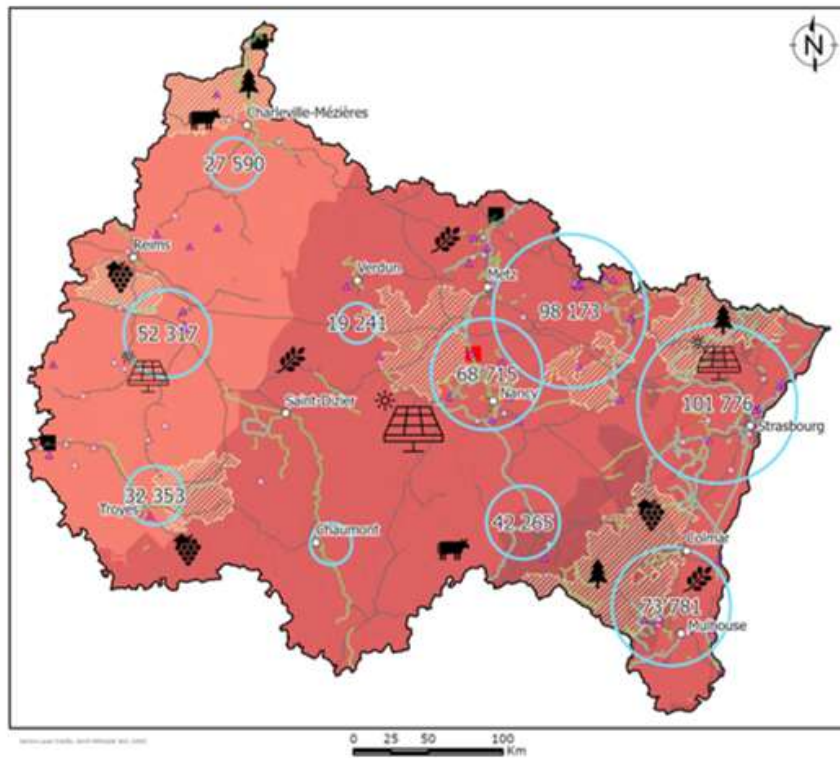 N
Charleville-Mézières
27 590
Reims
Verdun
Metz
52 317
19 241
98 173
68 715
Nancy
101 776
Saint-Dizier
Strasbourg
32 353
Troyes
42 265
Chaumont
Colmar
73 781
Mulhouse
0 25 50 100
Km